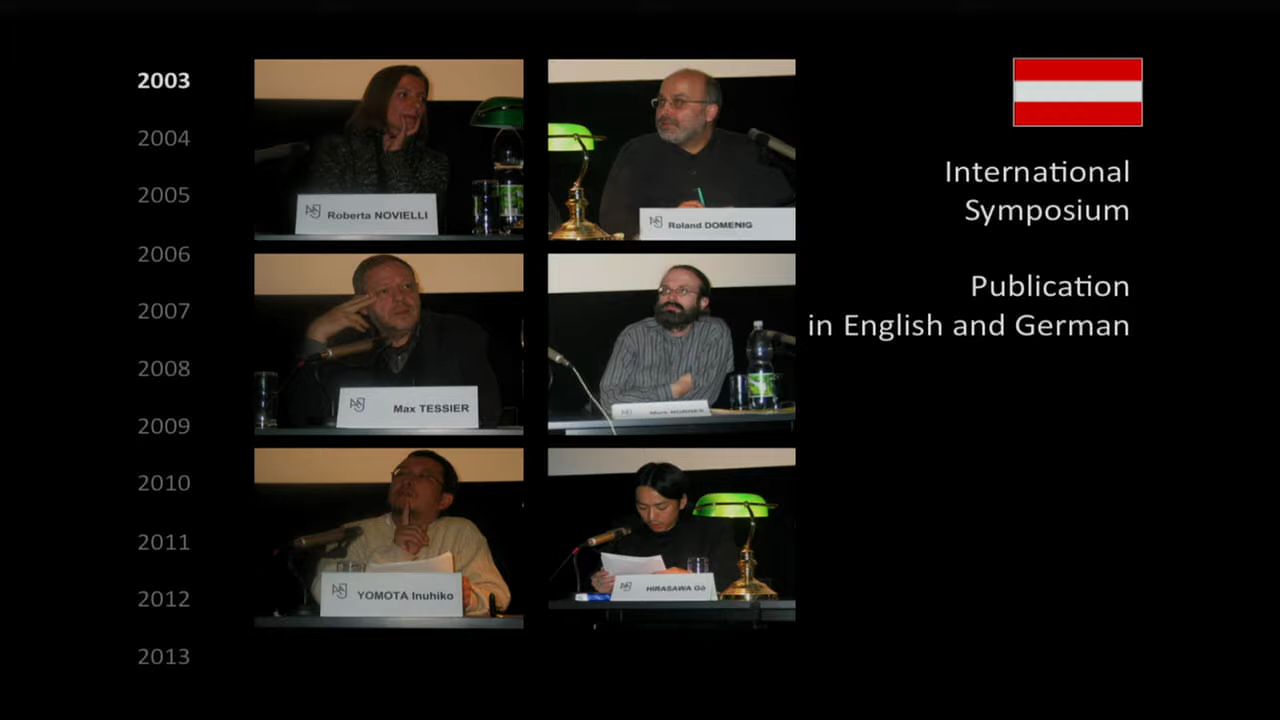 2003
2004
2005
2006
2007
2008
2009
2010
2011
2012
2013
Roberta NOVIELLI
Roland DOMENIG
Max TESSIER
YOMOTA Inuhiko
HIRASAWA Gō
International
Symposium
Publication
in English and German